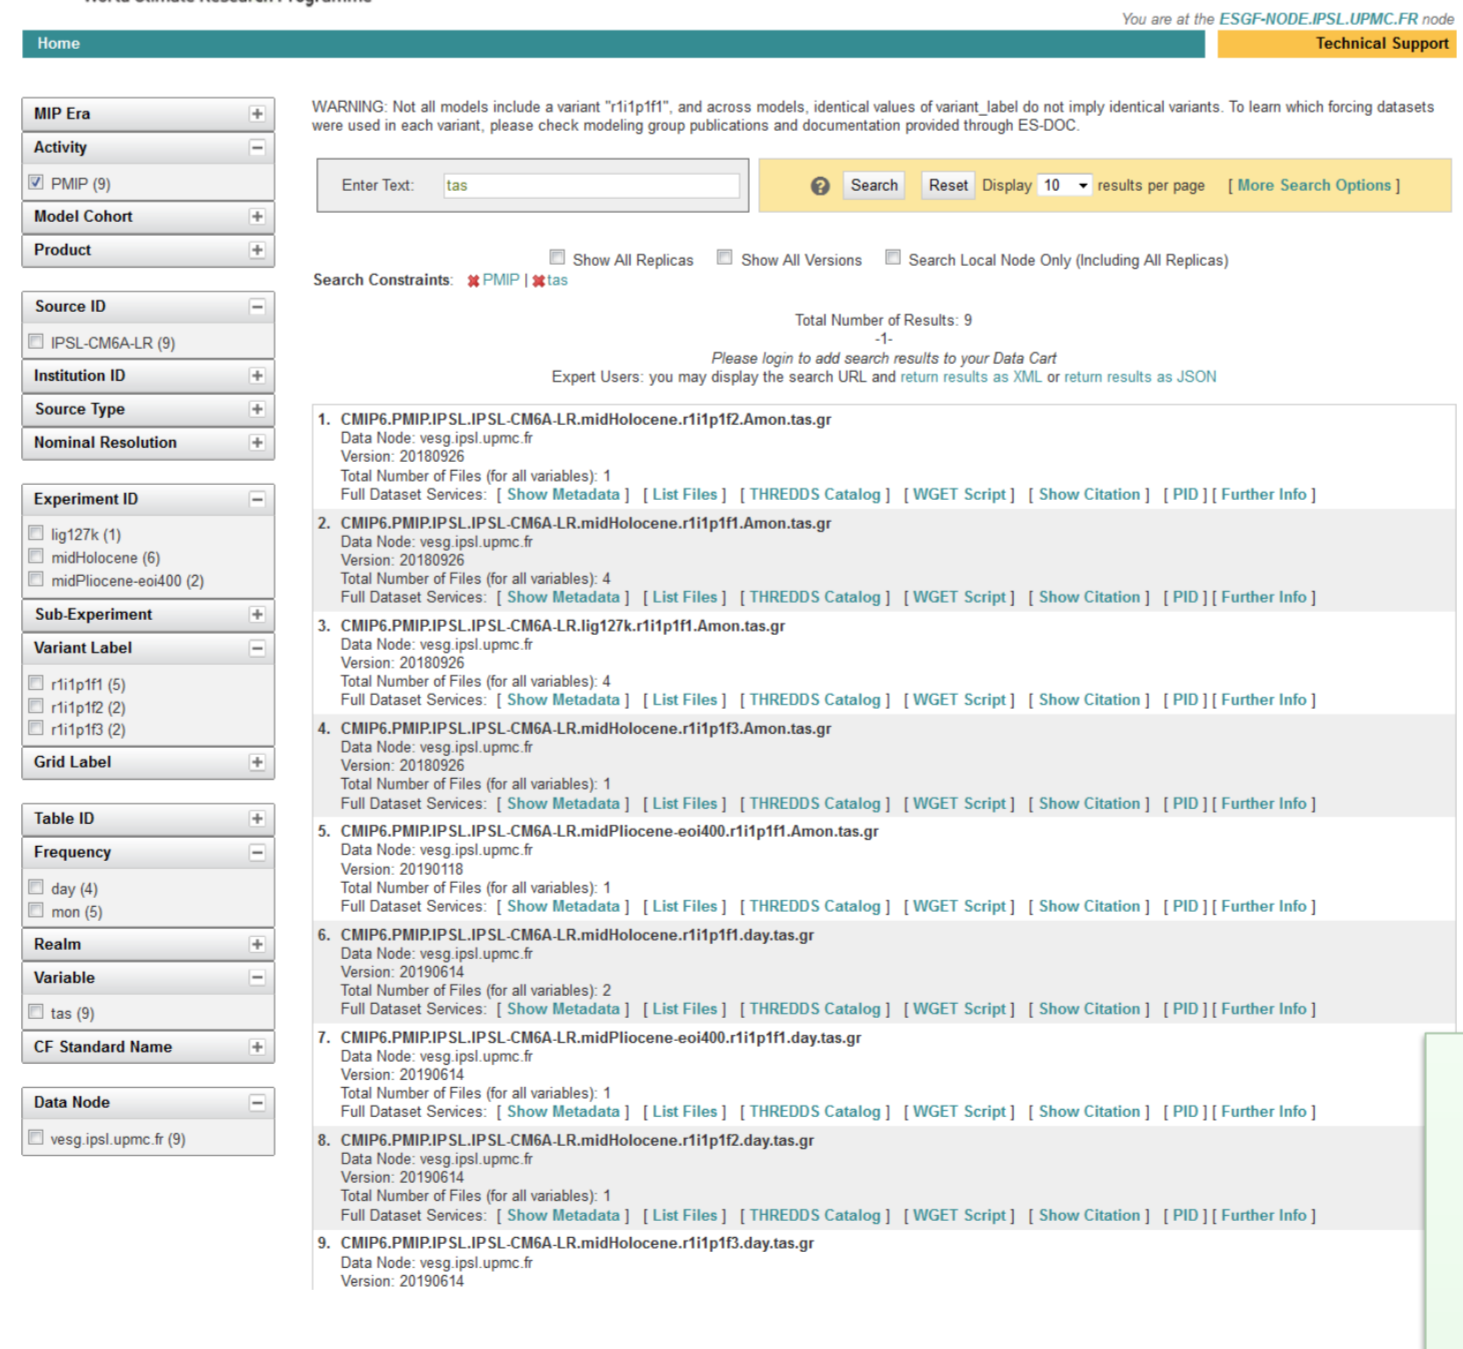 World Climate Research Programme
You are at the ESGF-NODE.IPSL.UPMC.FR node
Home
Technical Support
MIP Era
Activity
PMIP (9)
Model Cohort
Product
Source ID
IPSL-CM6A-LR (9)
Institution ID
Source Type
Nominal Resolution
Experiment ID
lig127k (1)
midHolocene (6)
midPliocene-eoi400 (2)
Sub-Experiment
Variant Label
r1i1p1f1 (5)
r1i1p1f2 (2)
r1i1p1f3 (2)
Grid Label
Table ID
Frequency
day (4)
mon (5)
Realm
Variable
tas (9)
CF Standard Name
Data Node
vesg.ipsl.upmc.fr (9)
WARNING: Not all models include a variant "r1i1p1f1", and across models, identical values of variant_label do not imply identical variants. To learn which forcing datasets
were used in each variant, please check modeling group publications and documentation provided through ES-DOC.
Enter Text: tas
? Search Reset Display 10 results per page [ More Search Options ]
Show All Replicas Show All Versions Search Local Node Only (Including All Replicas)
Search Constraints: PMIP | tas
Total Number of Results: 9
-1-
Please login to add search results to your Data Cart
Expert Users: you may display the search URL and return results as XML or return results as JSON
1. CMIP6.PMIP.IPSL.IPSL-CM6A-LR.midHolocene.r1i1p1f2.Amon.tas.gr
Data Node: vesg.ipsl.upmc.fr
Version: 20180926
Total Number of Files (for all variables): 1
Full Dataset Services: [ Show Metadata ] [ List Files ] [ THREDDS Catalog ] [ WGET Script ] [ Show Citation ] [ PID ] [ Further Info ]
2. CMIP6.PMIP.IPSL.IPSL-CM6A-LR.midHolocene.r1i1p1f1.Amon.tas.gr
Data Node: vesg.ipsl.upmc.fr
Version: 20180926
Total Number of Files (for all variables): 4
Full Dataset Services: [ Show Metadata ] [ List Files ] [ THREDDS Catalog ] [ WGET Script ] [ Show Citation ] [ PID ] [ Further Info ]
3. CMIP6.PMIP.IPSL.IPSL-CM6A-LR.lig127k.r1i1p1f1.Amon.tas.gr
Data Node: vesg.ipsl.upmc.fr
Version: 20180926
Total Number of Files (for all variables): 4
Full Dataset Services: [ Show Metadata ] [ List Files ] [ THREDDS Catalog ] [ WGET Script ] [ Show Citation ] [ PID ] [ Further Info ]
4. CMIP6.PMIP.IPSL.IPSL-CM6A-LR.midHolocene.r1i1p1f3.Amon.tas.gr
Data Node: vesg.ipsl.upmc.fr
Version: 20180926
Total Number of Files (for all variables): 1
Full Dataset Services: [ Show Metadata ] [ List Files ] [ THREDDS Catalog ] [ WGET Script ] [ Show Citation ] [ PID ] [ Further Info ]
5. CMIP6.PMIP.IPSL.IPSL-CM6A-LR.midPliocene-eoi400.r1i1p1f1.Amon.tas.gr
Data Node: vesg.ipsl.upmc.fr
Version: 20190118
Total Number of Files (for all variables): 1
Full Dataset Services: [ Show Metadata ] [ List Files ] [ THREDDS Catalog ] [ WGET Script ] [ Show Citation ] [ PID ] [ Further Info ]
6. CMIP6.PMIP.IPSL.IPSL-CM6A-LR.midHolocene.r1i1p1f1.day.tas.gr
Data Node: vesg.ipsl.upmc.fr
Version: 20190614
Total Number of Files (for all variables): 2
Full Dataset Services: [ Show Metadata ] [ List Files ] [ THREDDS Catalog ] [ WGET Script ] [ Show Citation ] [ PID ] [ Further Info ]
7. CMIP6.PMIP.IPSL.IPSL-CM6A-LR.midPliocene-eoi400.r1i1p1f1.day.tas.gr
Data Node: vesg.ipsl.upmc.fr
Version: 20190614
Total Number of Files (for all variables): 1
Full Dataset Services: [ Show Metadata ] [ List Files ] [ THREDDS Catalog ] [ WGET Script ] [ Show Citation ] [ PID ] [ Further Info ]
8. CMIP6.PMIP.IPSL.IPSL-CM6A-LR.midHolocene.r1i1p1f2.day.tas.gr
Data Node: vesg.ipsl.upmc.fr
Version: 20190614
Total Number of Files (for all variables): 1
Full Dataset Services: [ Show Metadata ] [ List Files ] [ THREDDS Catalog ] [ WGET Script ] [ Show Citation ] [ PID ] [ Further Info ]
9. CMIP6.PMIP.IPSL.IPSL-CM6A-LR.midHolocene.r1i1p1f3.day.tas.gr
Data Node: vesg.ipsl.upmc.fr
Version: 20190614